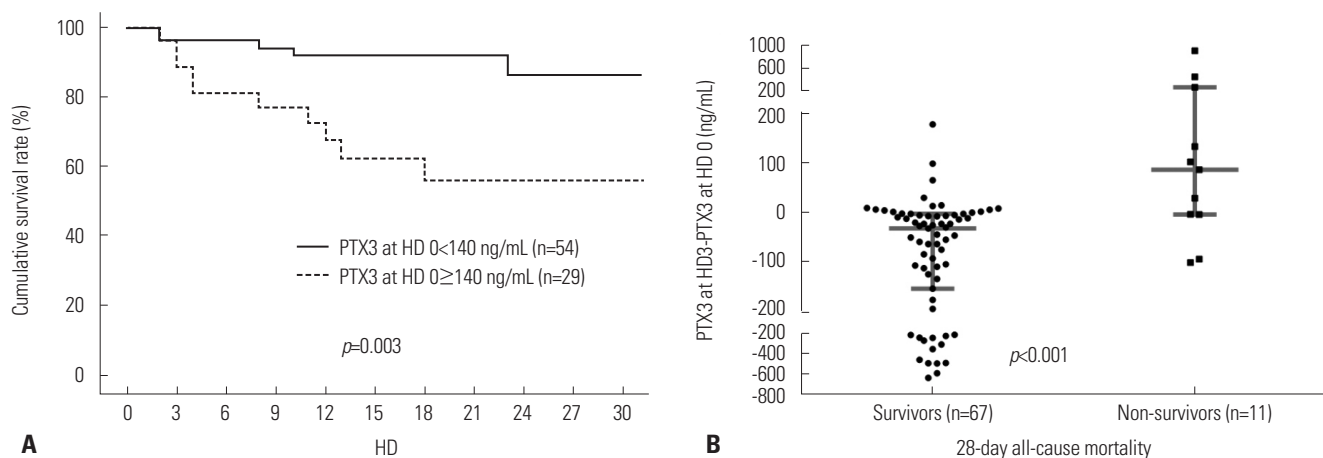 100
80
60
40
20
0
Cumulative survival rate (%)
PTX3 at HD 0<140 ng/mL (n=54)
PTX3 at HD 0≥140 ng/mL (n=29)
p=0.003
0 3 6 9 12 15 18 21 24 27 30
HD
A
1000
600
200
200
100
0
-100
-200
-200
-400
-600
-800
PTX3 at HD3-PTX3 at HD 0 (ng/mL)
p<0.001
Survivors (n=67) Non-survivors (n=11)
28-day all-cause mortality
B